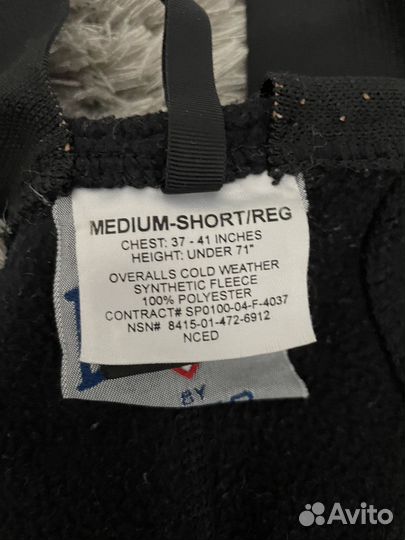 MEDIUM-SHORT/REG
CHEST: 37 - 41 INCHES
HEIGHT: UNDER 71"
OVERALLS COLD WEATHER
SYNTHETIC FLEECE
100% POLYESTER
CONTRACT# SP0100-04-F-4037
NSN# 8415-01-472-6912
NCED
BY
Avito